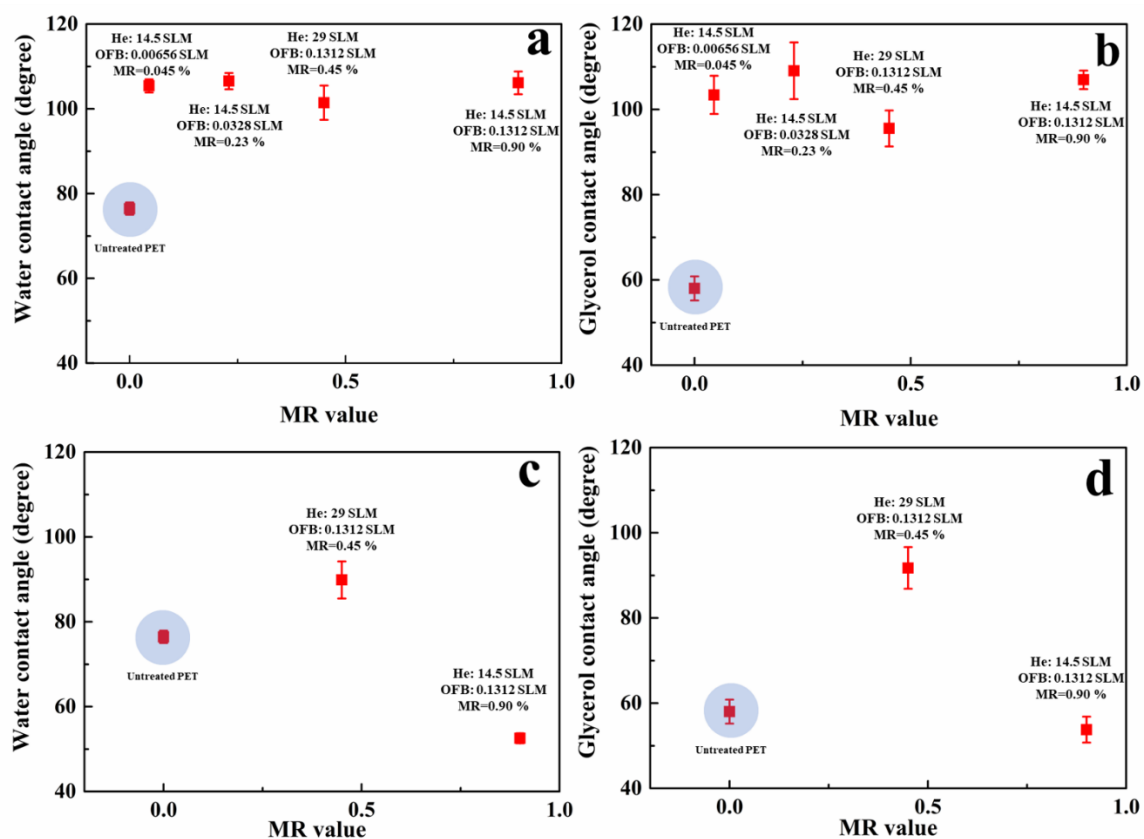 a
120
100
80
60
40
Water contact angle (degree)
He: 14.5 SLM
OFB: 0.00656 SLM
MR=0.045 %
He: 14.5 SLM
OFB: 0.0328 SLM
MR=0.23 %
He: 29 SLM
OFB: 0.1312 SLM
MR=0.45 %
He: 14.5 SLM
OFB: 0.1312 SLM
MR=0.90 %
Untreated PET
0.0 0.5 1.0
MR value
b
120
100
80
60
40
Glycerol contact angle (degree)
He: 14.5 SLM
OFB: 0.00656 SLM
MR=0.045 %
He: 14.5 SLM
OFB: 0.0328 SLM
MR=0.23 %
He: 29 SLM
OFB: 0.1312 SLM
MR=0.45 %
He: 14.5 SLM
OFB: 0.1312 SLM
MR=0.90 %
Untreated PET
0.0 0.5 1.0
MR value
c
120
100
80
60
40
Water contact angle (degree)
He: 29 SLM
OFB: 0.1312 SLM
MR=0.45 %
He: 14.5 SLM
OFB: 0.1312 SLM
MR=0.90 %
Untreated PET
0.0 0.5 1.0
MR value
d
120
100
80
60
40
Glycerol contact angle (degree)
He: 29 SLM
OFB: 0.1312 SLM
MR=0.45 %
He: 14.5 SLM
OFB: 0.1312 SLM
MR=0.90 %
Untreated PET
0.0 0.5 1.0
MR value